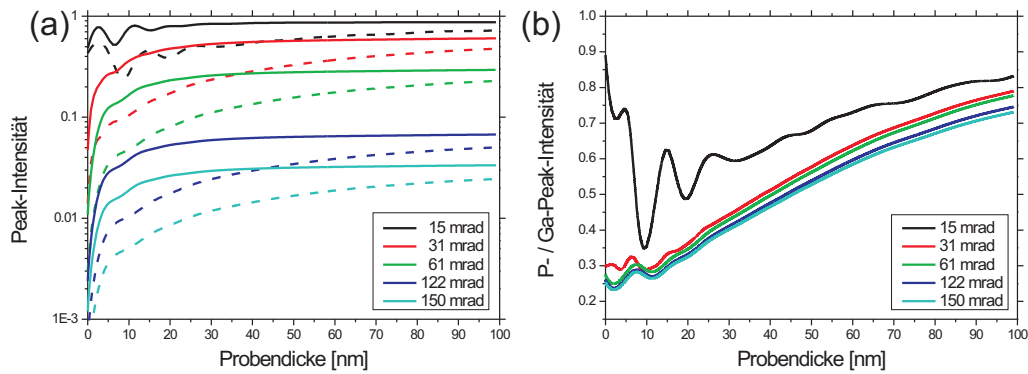 (a)
Peak-Intensität
1
0.1
0.01
1E-3
0 10 20 30 40 50 60 70 80 90 100
Probendicke [nm]
15 mrad
31 mrad
61 mrad
122 mrad
150 mrad
(b)
P- / Ga-Peak-Intensität
1.0
0.9
0.8
0.7
0.6
0.5
0.4
0.3
0.2
0 10 20 30 40 50 60 70 80 90 100
Probendicke [nm]
15 mrad
31 mrad
61 mrad
122 mrad
150 mrad